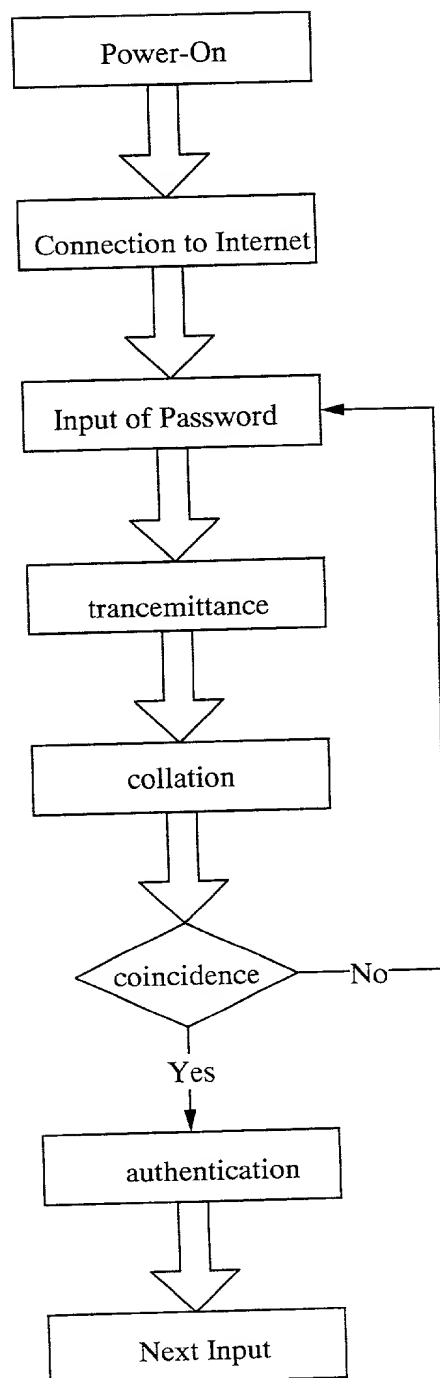 Power-On
Connection to Internet
Input of Password
trancemittance
collation
coincidence
No
Yes
authentication
Next Input